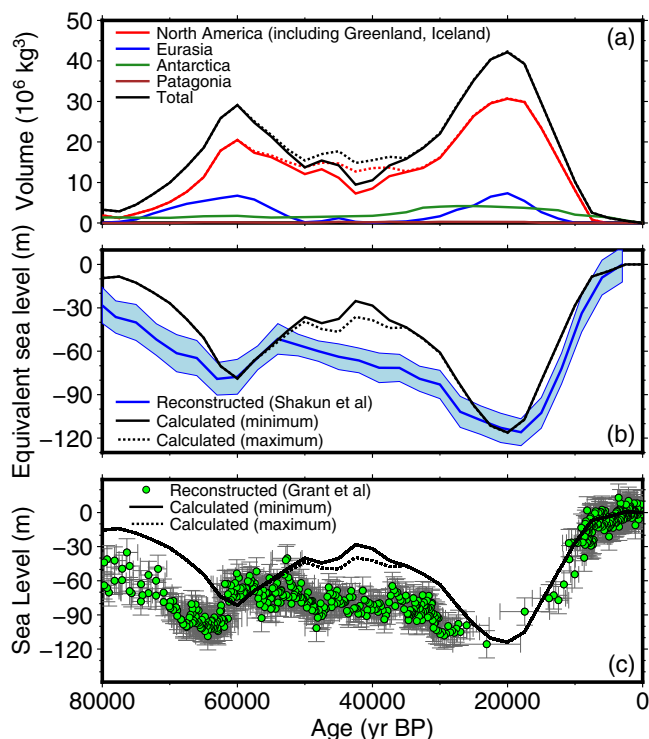 50
40
30
20
10
0
Volume (10⁶ kg³)
North America (including Greenland, Iceland)
Eurasia
Antarctica
Patagonia
Total
(a)
0
−30
−60
−90
−120
Equivalent sea level (m)
Reconstructed (Shakun et al)
Calculated (minimum)
Calculated (maximum)
(b)
0
−30
−60
−90
−120
Sea Level (m)
Reconstructed (Grant et al)
Calculated (minimum)
Calculated (maximum)
(c)
80000 60000 40000 20000 0
Age (yr BP)